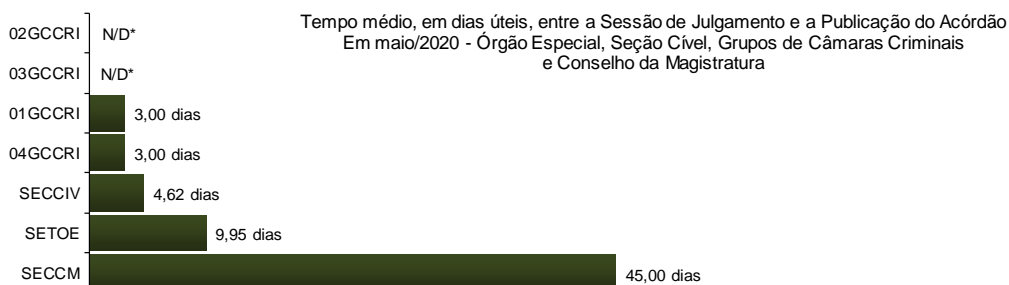 Tempo médio, em dias úteis, entre a Sessão de Julgamento e a Publicação do Acórdão
Em maio/2020 - Órgão Especial, Seção Cível, Grupos de Câmaras Criminais
e Conselho da Magistratura
02GCCRI N/D*
03GCCRI N/D*
01GCCRI 3,00 dias
04GCCRI 3,00 dias
SECCIV 4,62 dias
SETOE 9,95 dias
SECCM 45,00 dias